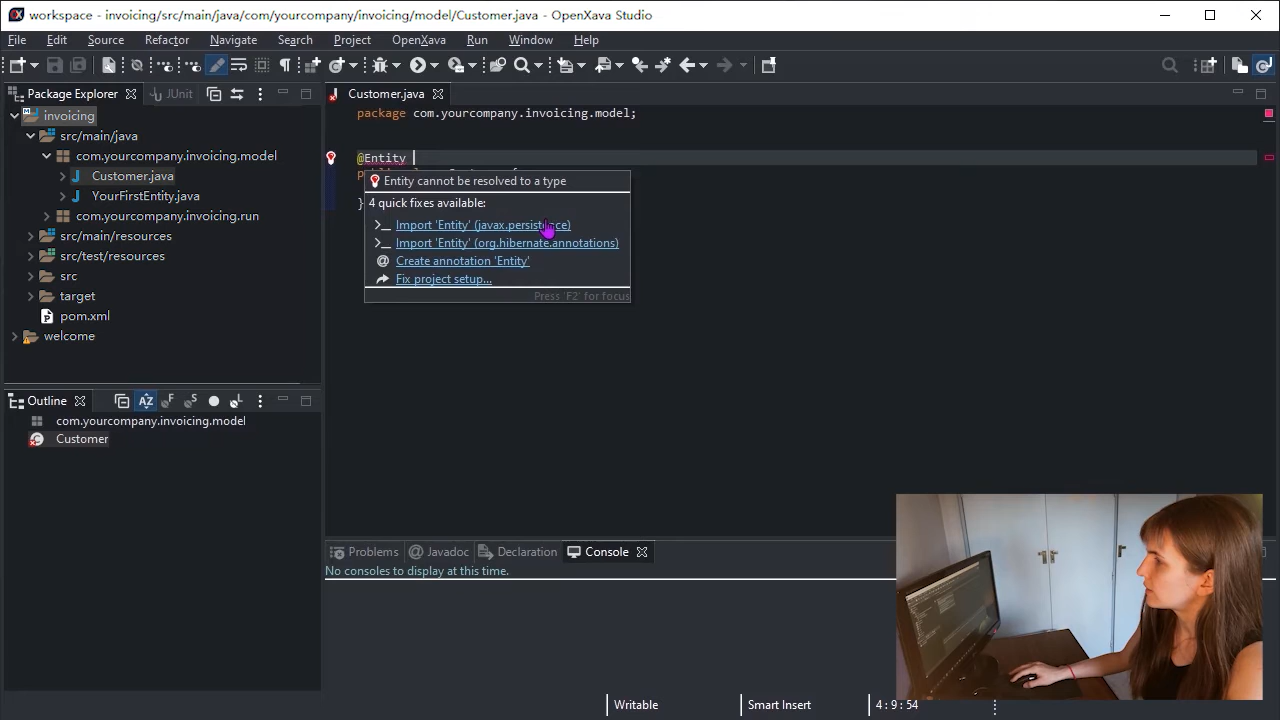 workspace - invoicing/src/main/java/com/yourcompany/invoicing/model/Customer.java - OpenXava Studio
File Edit Source Refactor Navigate Search Project OpenXava Run Window Help
Package Explorer
JUnit
invoicing
src/main/java
com.yourcompany.invoicing.model
Customer.java
YourFirstEntity.java
com.yourcompany.invoicing.run
src/main/resources
src/test/resources
src
target
pom.xml
welcome
Outline
com.yourcompany.invoicing.model
Customer
Customer.java
package com.yourcompany.invoicing.model;
@Entity
}
Entity cannot be resolved to a type
4 quick fixes available:
Import 'Entity' (javax.persistence)
Import 'Entity' (org.hibernate.annotations)
Create annotation 'Entity'
Fix project setup...
Press 'F2' for focus
Problems @ Javadoc Declaration Console
No consoles to display at this time.
Writable Smart Insert 4 : 9 : 54